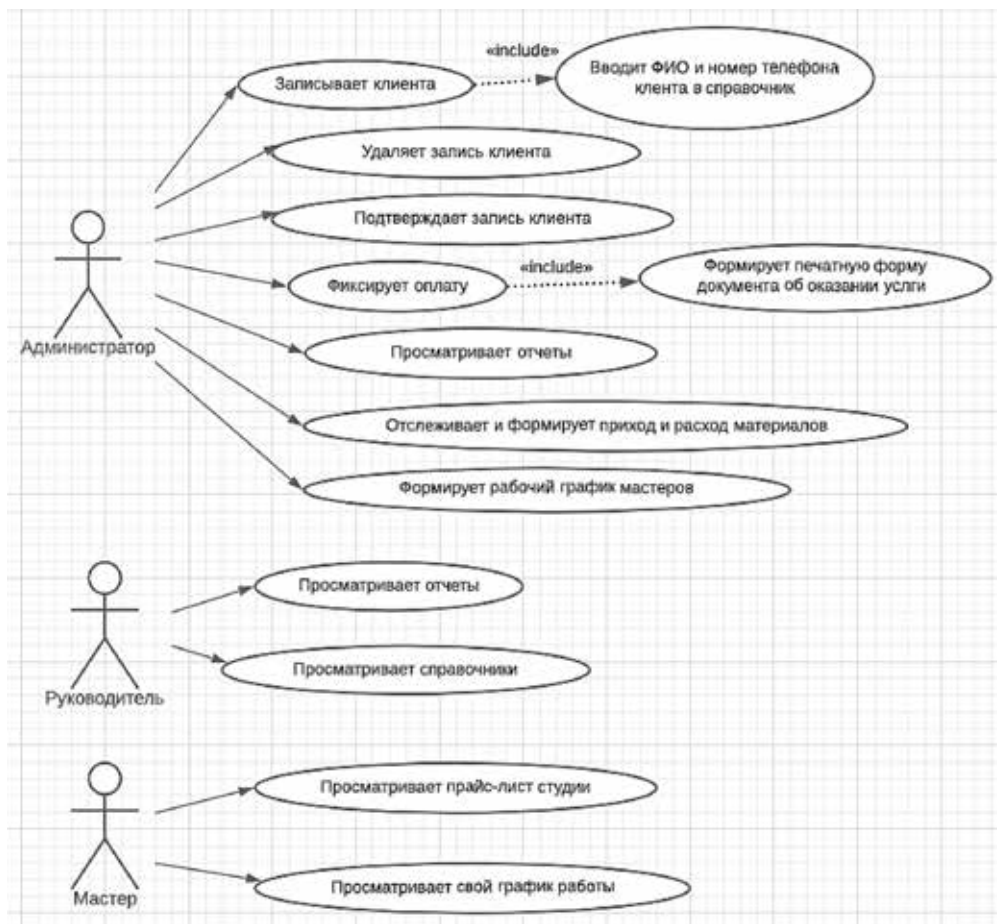 «include»
Записывает клиента
Вводит ФИО и номер телефона
клента в справочник
Удаляет запись клиента
Подтверждает запись клиента
Фиксирует оплату
«include»
Формирует печатную форму
документа об оказании услги
Администратор
Просматривает отчеты
Отслеживает и формирует приход и расход материалов
Формирует рабочий график мастеров
Просматривает отчеты
Просматривает справочники
Руководитель
Просматривает прайс-лист студии
Просматривает свой график работы
Мастер